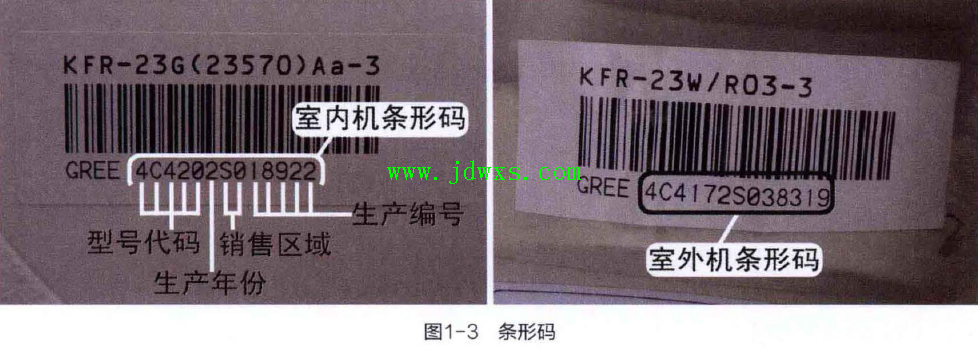 KFR-23G(23570)Aa-3
室内机条形码
GREE 4C4202S018922
生产编号
型号代码 销售区域
生产年份
KFR-23W/R03-3
GREE 4C4172S038319
室外机条形码
www.jdwxs.com
图1-3 条形码